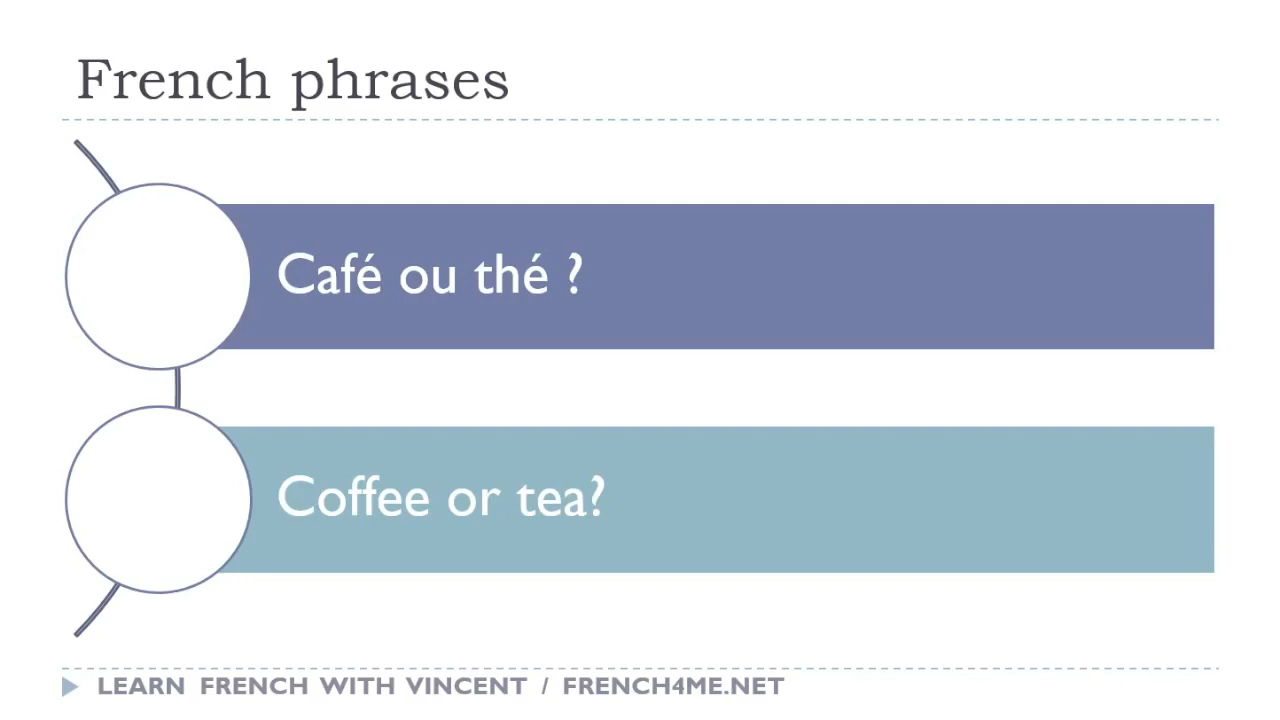 French phrases
Café ou thé ?
Coffee or tea?
LEARN FRENCH WITH VINCENT / FRENCH4ME.NET